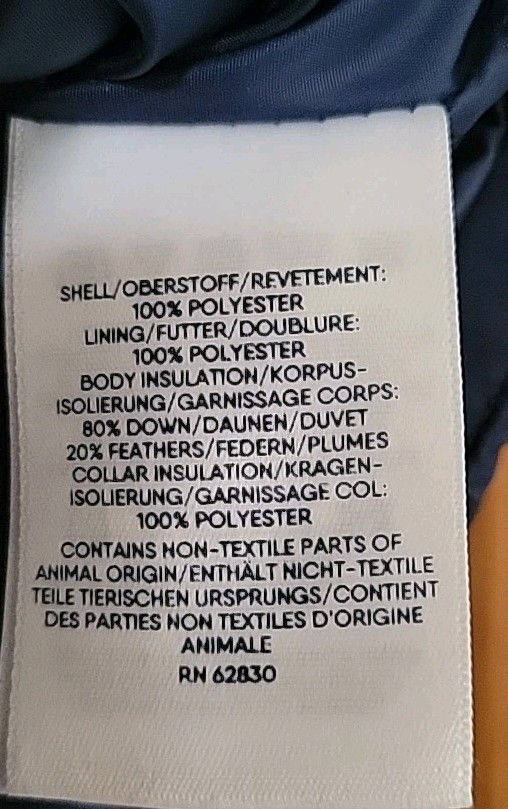 SHELL/OBERSTOFF/REVETEMENT:
100% POLYESTER
LINING/FUTTER/DOUBLURE:
100% POLYESTER
BODY INSULATION/KORPUS-
ISOLIERUNG/GARNISSAGE CORPS:
80% DOWN/DAUNEN/DUVET
20% FEATHERS/FEDERN/PLUMES
COLLAR INSULATION/KRAGEN-
ISOLIERUNG/GARNISSAGE COL:
100% POLYESTER
CONTAINS NON-TEXTILE PARTS OF
ANIMAL ORIGIN/ENTHÄLT NICHT-TEXTILE
TEILE TIERISCHEN URSPRUNGS/CONTIENT
DES PARTIES NON TEXTILES D'ORIGINE
ANIMALE
RN 62830